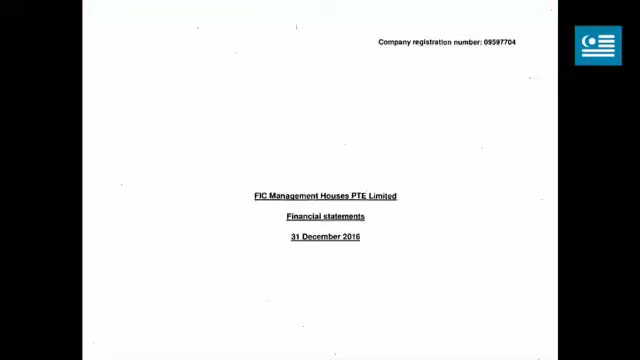 Company registration number: 09597704
FIC Management Houses PTE Limited
Financial statements
31 December 2016